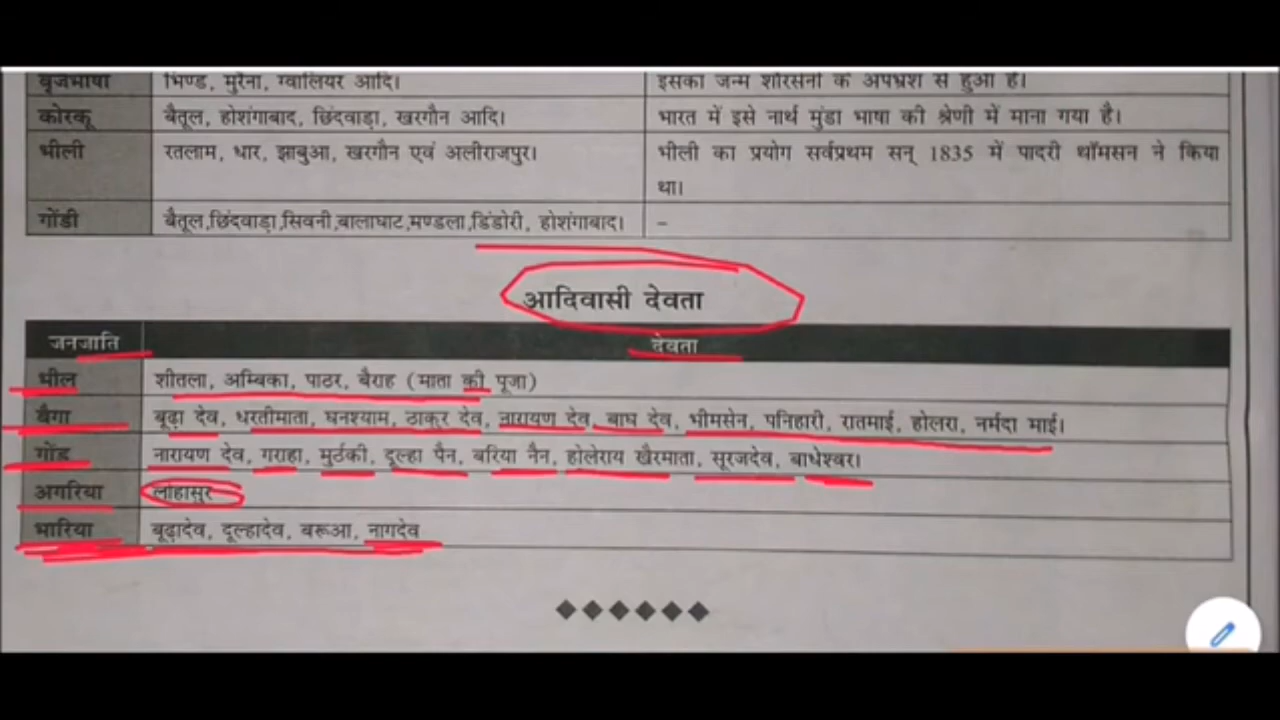 वृजभाषा भिण्ड, मुरैना, ग्वालियर आदि। इसका जन्म शौरसेनी के अपभ्रंश से हुआ है।
कोरकू बैतूल, होशंगाबाद, छिंदवाड़ा, खरगौन आदि। भारत में इसे नार्थ मुंडा भाषा की श्रेणी में माना गया है।
भीली रतलाम, धार, झाबुआ, खरगौन एवं अलीराजपुर। भीली का प्रयोग सर्वप्रथम सन् 1835 में पादरी थॉमसन ने किया
था।
गोंडी बैतूल,छिंदवाड़ा,सिवनी,बालाघाट,मण्डला,डिंडोरी, होशंगाबाद। –
आदिवासी देवता
जनजाति देवता
भील शीतला, अम्बिका, पाठर, बैराह (माता की पूजा)
बैगा बूढ़ा देव, धरतीमाता, घनश्याम, ठाकुर देव, नारायण देव, बाघ देव, भीमसेन, पनिहारी, रातमाई, होलरा, नर्मदा माई।
गोंड नारायण देव, गराहा, मुर्ठकी, दूल्हा पैन, बरिया नैन, होलेराय खैरमाता, सूरजदेव, बाधेश्वर।
अगरिया लोहासुर
भारिया बूढ़ादेव, दूल्हादेव, बरूआ, नागदेव